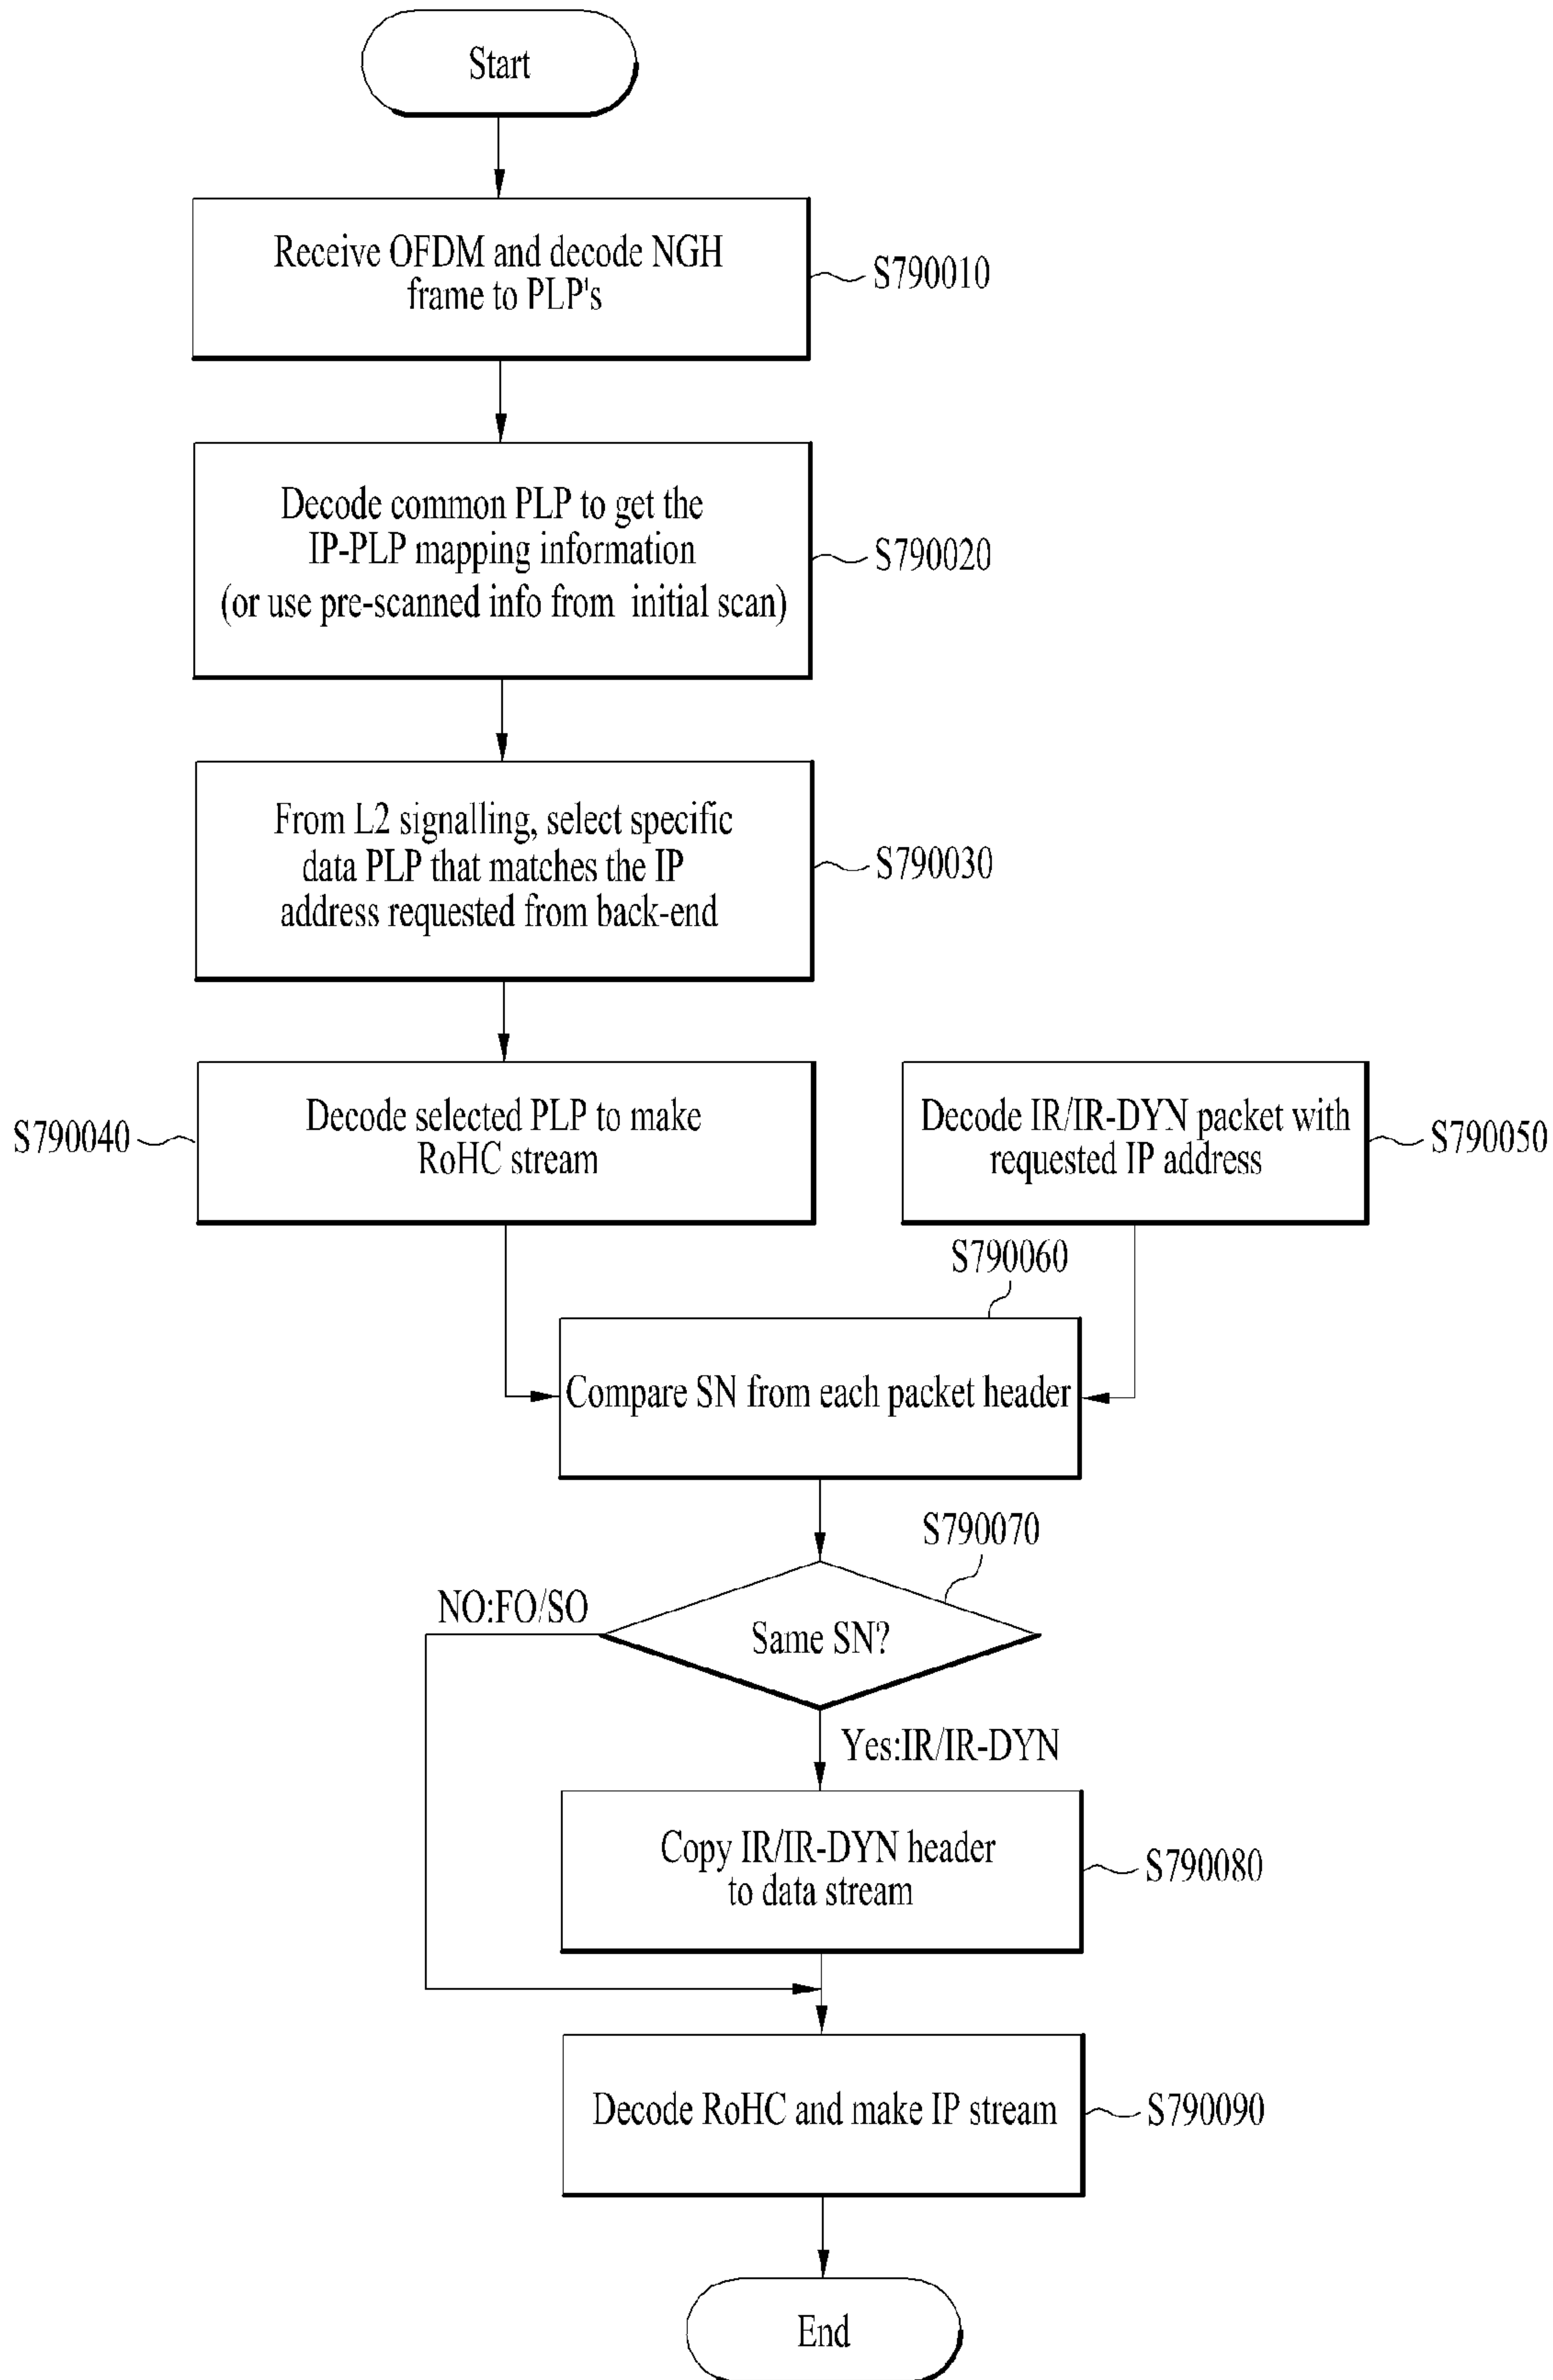 Start
Receive OFDM and decode NGH
frame to PLP's
S790010
Decode common PLP to get the
IP-PLP mapping information
(or use pre-scanned info from initial scan)
S790020
From L2 signalling, select specific
data PLP that matches the IP
address requested from back-end
S790030
S790040
Decode selected PLP to make
RoHC stream
Decode IR/IR-DYN packet with
requested IP address
S790050
S790060
Compare SN from each packet header
S790070
NO:FO/SO
Same SN?
Yes:IR/IR-DYN
Copy IR/IR-DYN header
to data stream
S790080
Decode RoHC and make IP stream
S790090
End